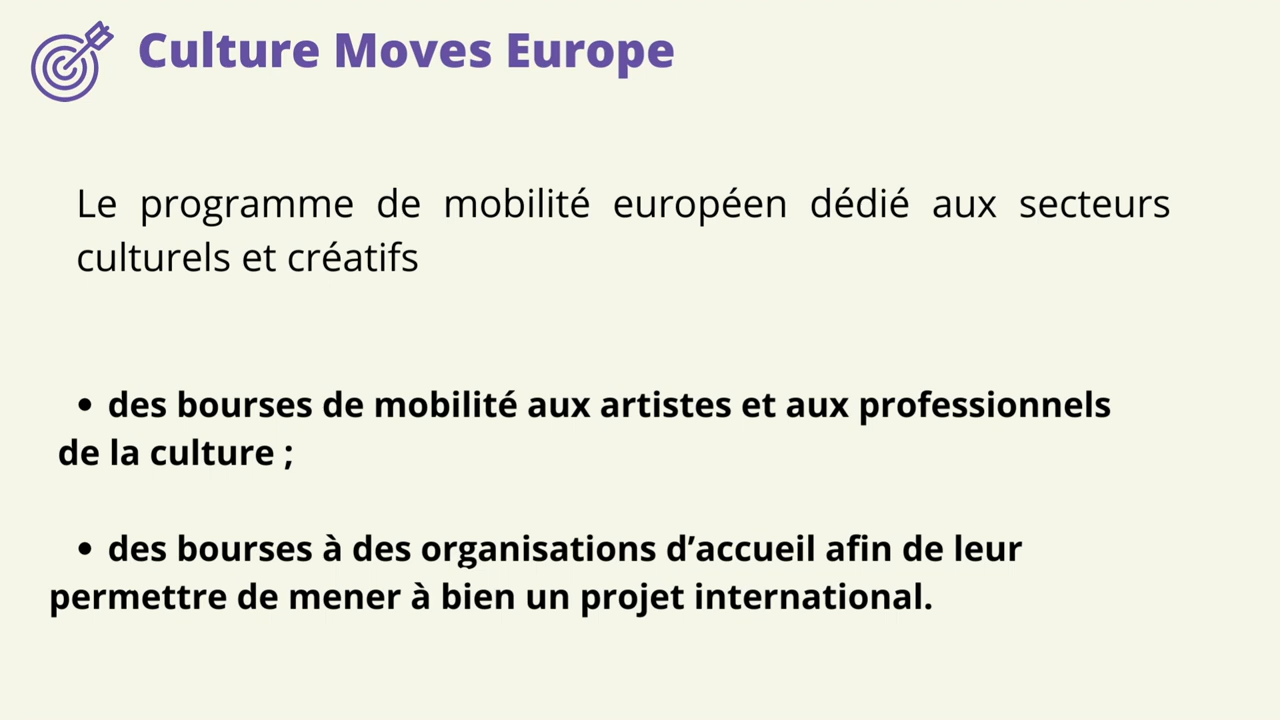 Culture Moves Europe
Le programme de mobilité européen dédié aux secteurs
culturels et créatifs
• des bourses de mobilité aux artistes et aux professionnels
de la culture ;
• des bourses à des organisations d’accueil afin de leur
permettre de mener à bien un projet international.